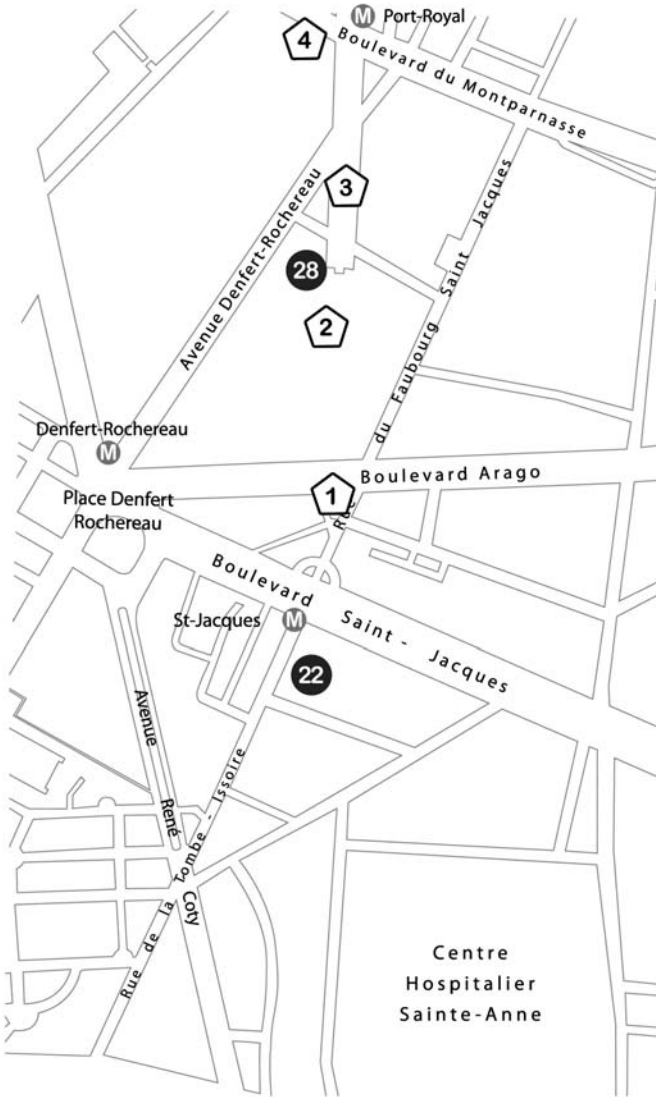 M Port-Royal
4
Boulevard du Montparnasse
3
Avenue Denfert-Rochereau
Rue du Faubourg Saint Jacques
28
2
Denfert-Rochereau
M
Boulevard Arago
1
Place Denfert
Rochereau
Boulevard Saint - Jacques
St-Jacques M
22
Avenue René Coty
Rue de la Tombe - Issoire
Centre
Hospitalier
Sainte-Anne